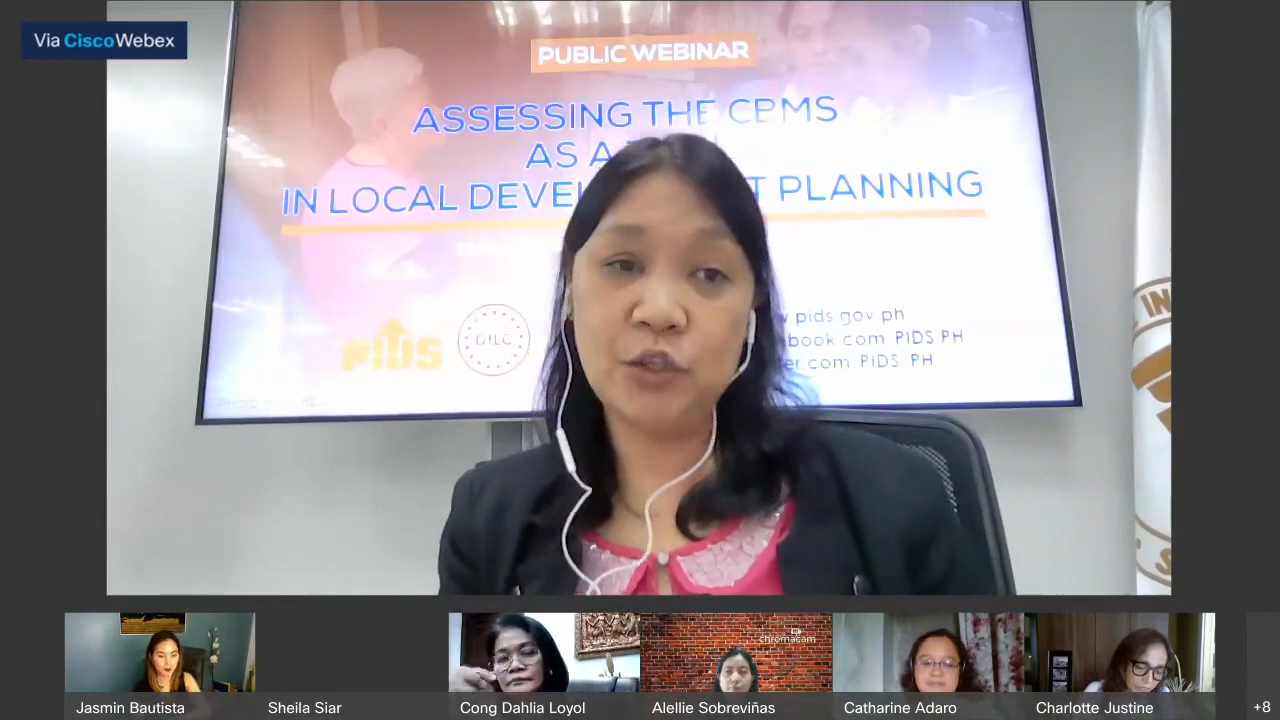 Via CiscoWebex
PUBLIC WEBINAR
ASSESSING THE CBMS
AS A
IN LOCAL DEVEL T PLANNING
pids gov ph
book com PIDS PH
er.com PIDS PH
PIDS
IN
S
chromacam
Jasmin Bautista
Sheila Siar
Cong Dahlia Loyol
Alellie Sobreviñas
Catharine Adaro
Charlotte Justine
+8